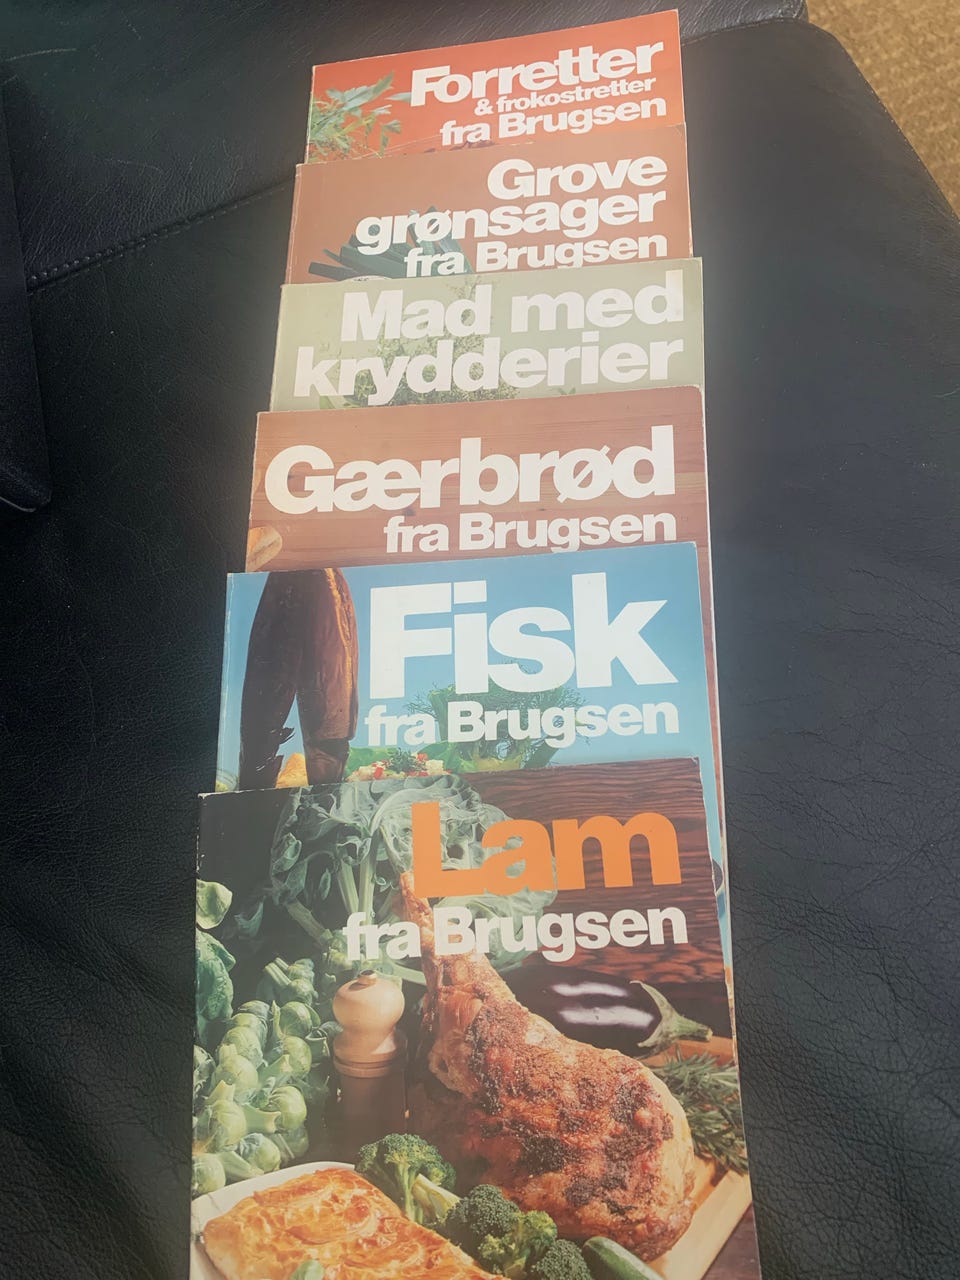 Forretter
& frokostretter
fra Brugsen
Grove
grønsager
fra Brugsen
Mad med
krydderier
Gærbrød
fra Brugsen
Fisk
fra Brugsen
Lam
fra Brugsen